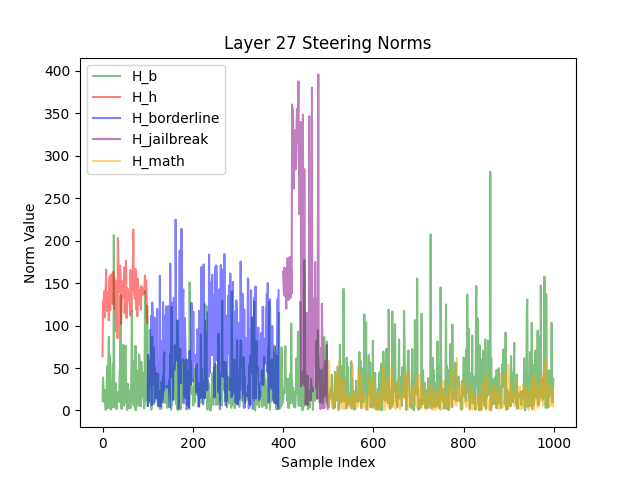 Layer 27 Steering Norms
H_b
H_h
H_borderline
H_jailbreak
H_math
Norm Value
400
350
300
250
200
150
100
50
0
0 200 400 600 800 1000
Sample Index